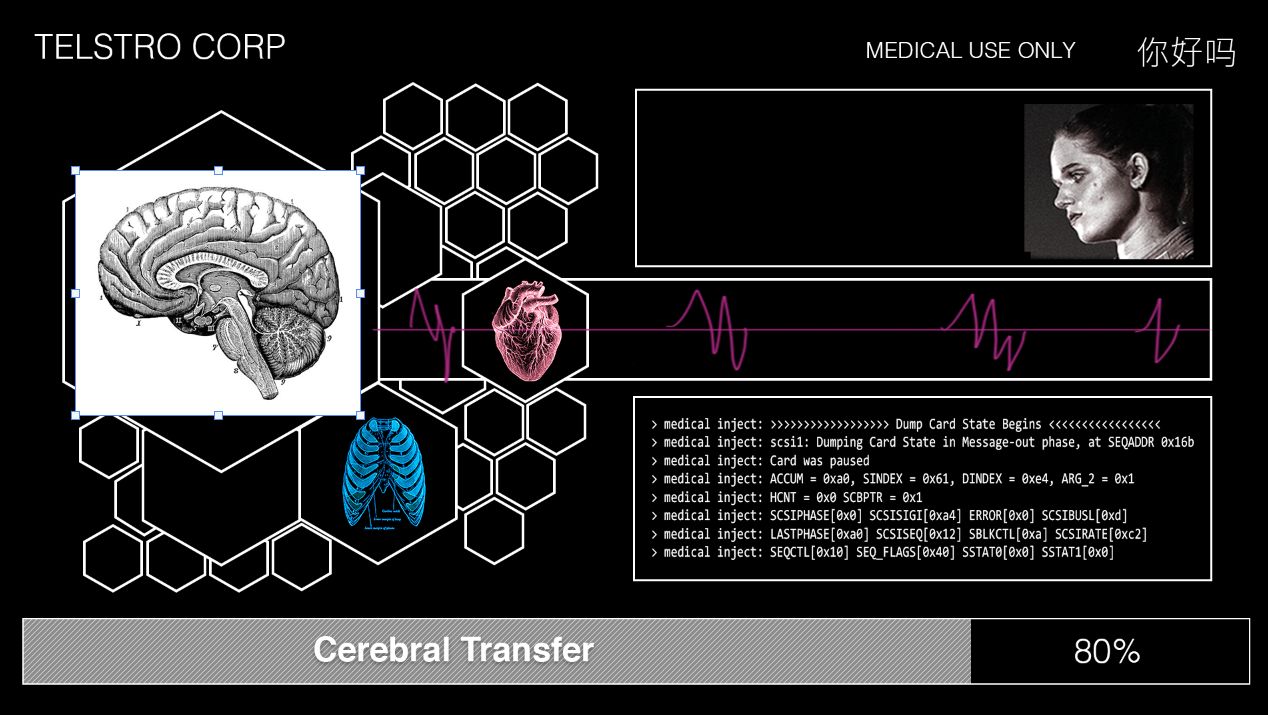 TELSTRO CORP
MEDICAL USE ONLY
你好吗
> medical inject: >>>>>>>>>>>>>>>>>> Dump Card State Begins <<<<<<<<<<<<<<<<<
> medical inject: scsi1: Dumping Card State in Message-out phase, at SEQADDR 0x16b
> medical inject: Card was paused
> medical inject: ACCUM = 0xa0, SINDEX = 0x61, DINDEX = 0xe4, ARG_2 = 0x1
> medical inject: HCNT = 0x0 SCBPTR = 0x1
> medical inject: SCSIPHASE[0x0] SCSISIGI[0xa4] ERROR[0x0] SCSIBUSL[0xd]
> medical inject: LASTPHASE[0xa0] SCSISEQ[0x12] SBLKCTL[0xa] SCSIRATE[0xc2]
> medical inject: SEQCTL[0x10] SEQ_FLAGS[0x40] SSTAT0[0x0] SSTAT1[0x0]
Cerebral Transfer
80%